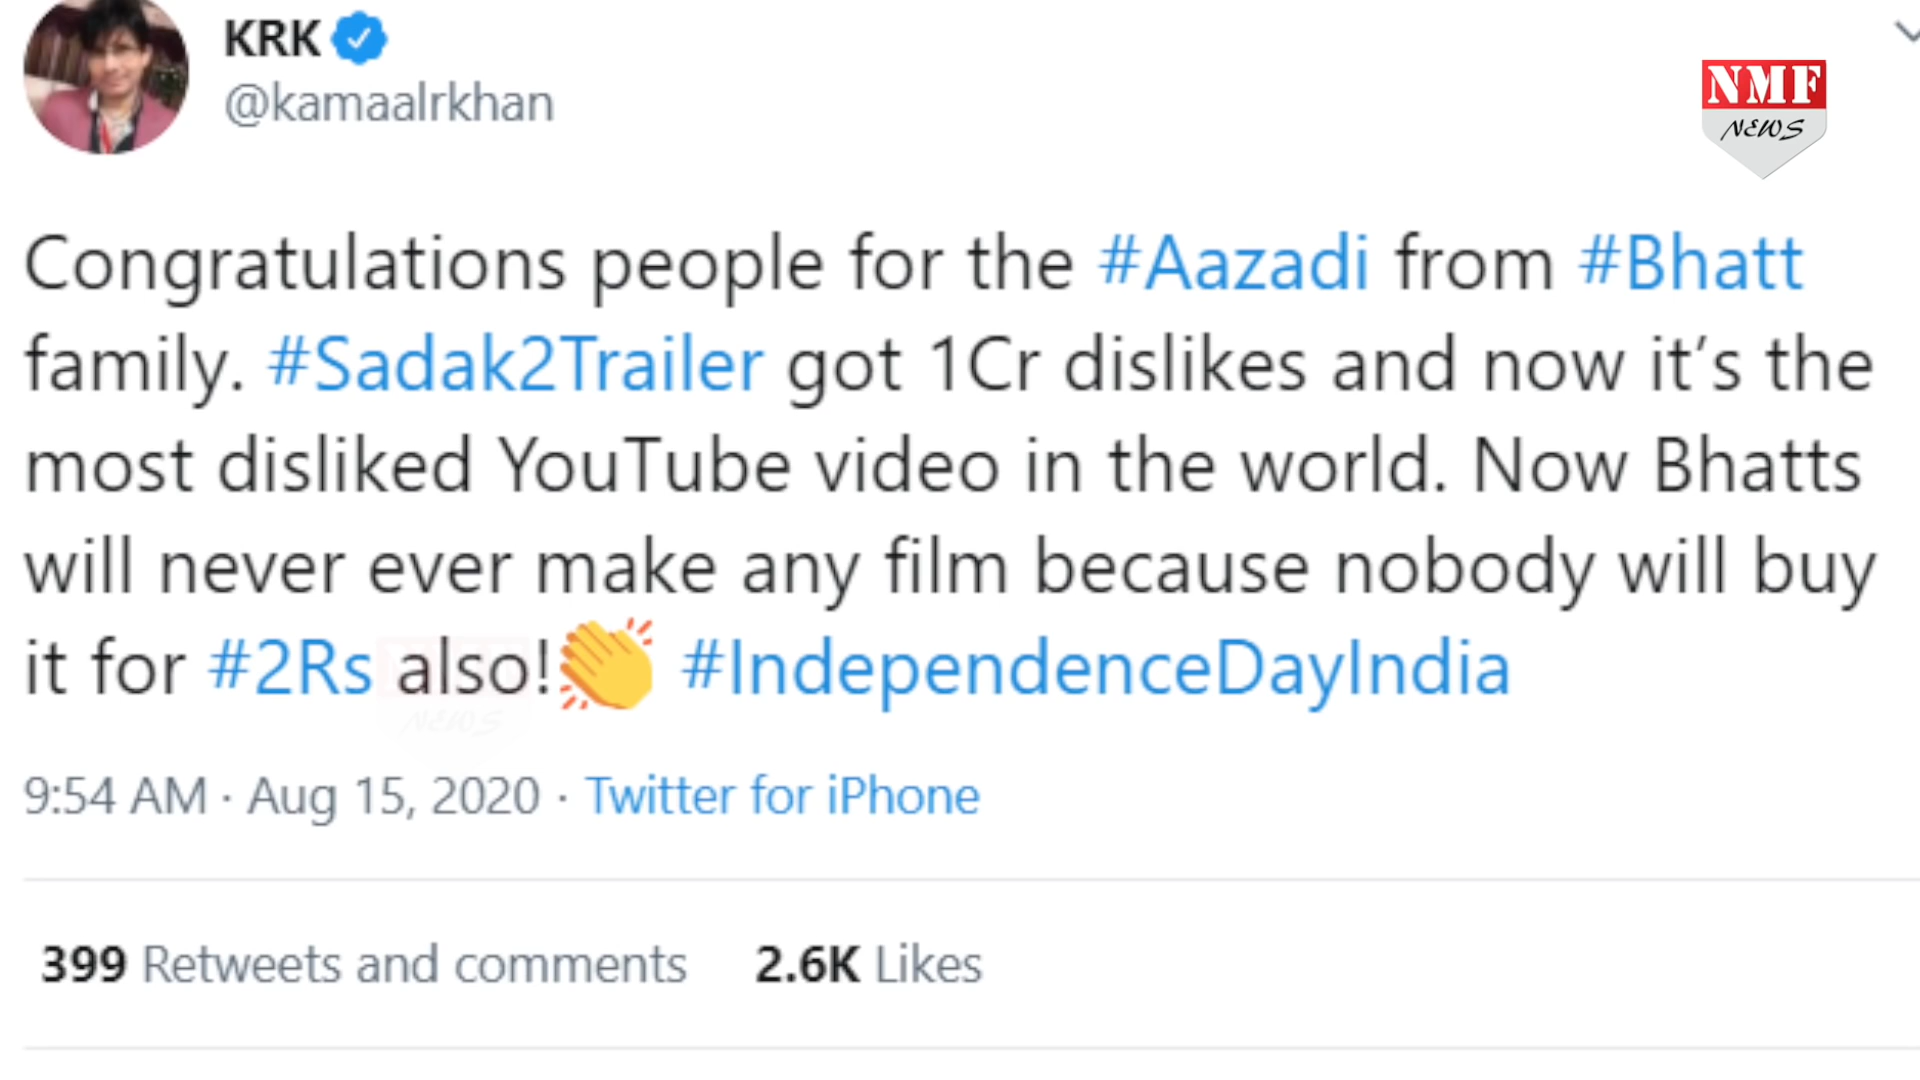 KRK
@kamaalrkhan
NMF
NEWS
Congratulations people for the #Aazadi from #Bhatt
family. #Sadak2Trailer got 1Cr dislikes and now it’s the
most disliked YouTube video in the world. Now Bhatts
will never ever make any film because nobody will buy
it for #2Rs also!👏 #IndependenceDayIndia
NEWS
9:54 AM · Aug 15, 2020 · Twitter for iPhone
399 Retweets and comments 2.6K Likes